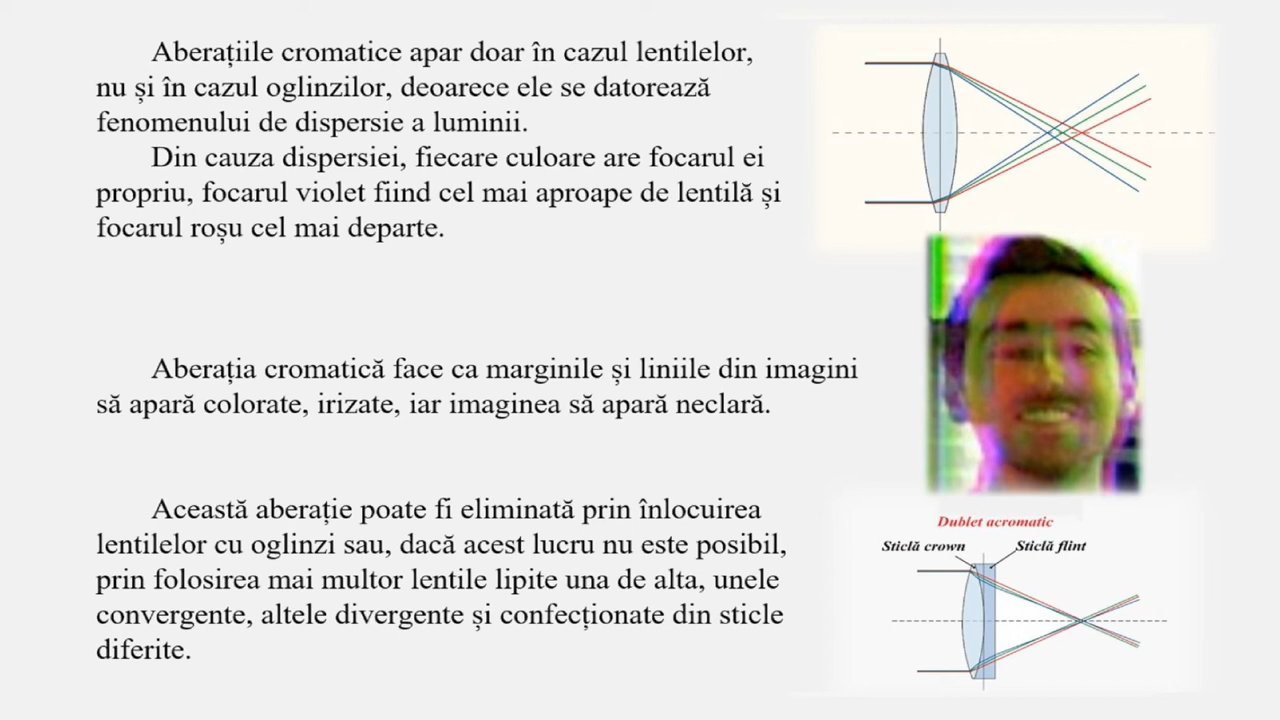 Aberațiile cromatice apar doar în cazul lentilelor,
nu și în cazul oglinzilor, deoarece ele se datorează
fenomenului de dispersie a luminii.
Din cauza dispersiei, fiecare culoare are focarul ei
propriu, focarul violet fiind cel mai aproape de lentilă și
focarul roșu cel mai departe.
Aberația cromatică face ca marginile și liniile din imagini
să apară colorate, irizate, iar imaginea să apară neclară.
Această aberație poate fi eliminată prin înlocuirea
lentilelor cu oglinzi sau, dacă acest lucru nu este posibil,
prin folosirea mai multor lentile lipite una de alta, unele
convergente, altele divergente și confecționate din sticle
diferite.
Dublet acromatic
Sticlă crown
Sticlă flint